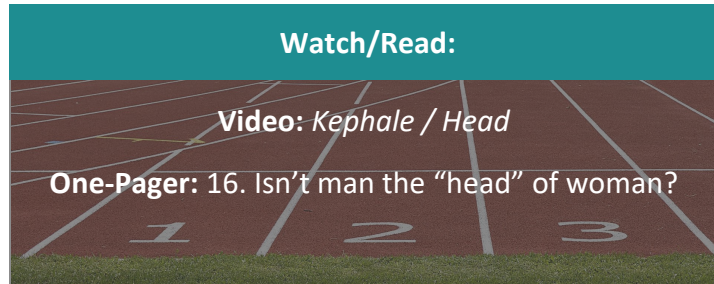 Watch/Read:
Video: Kephale / Head
One-Pager: 16. Isn’t man the “head” of woman?
1 2 3